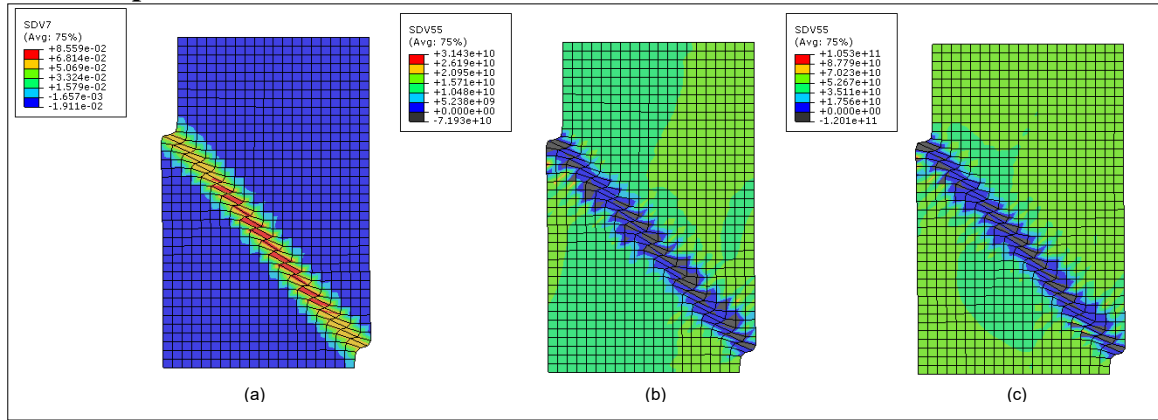 SDV7
(Avg: 75%)
+8.559e-02
+6.814e-02
+5.069e-02
+3.324e-02
+1.579e-02
-1.657e-03
-1.911e-02
SDV55
(Avg: 75%)
+3.143e+10
+2.619e+10
+2.095e+10
+1.571e+10
+1.048e+10
+5.238e+09
+0.000e+00
-7.193e+10
SDV55
(Avg: 75%)
+1.053e+11
+8.779e+10
+7.023e+10
+5.267e+10
+3.511e+10
+1.756e+10
+0.000e+00
-1.201e+11
(a)
(b)
(c)